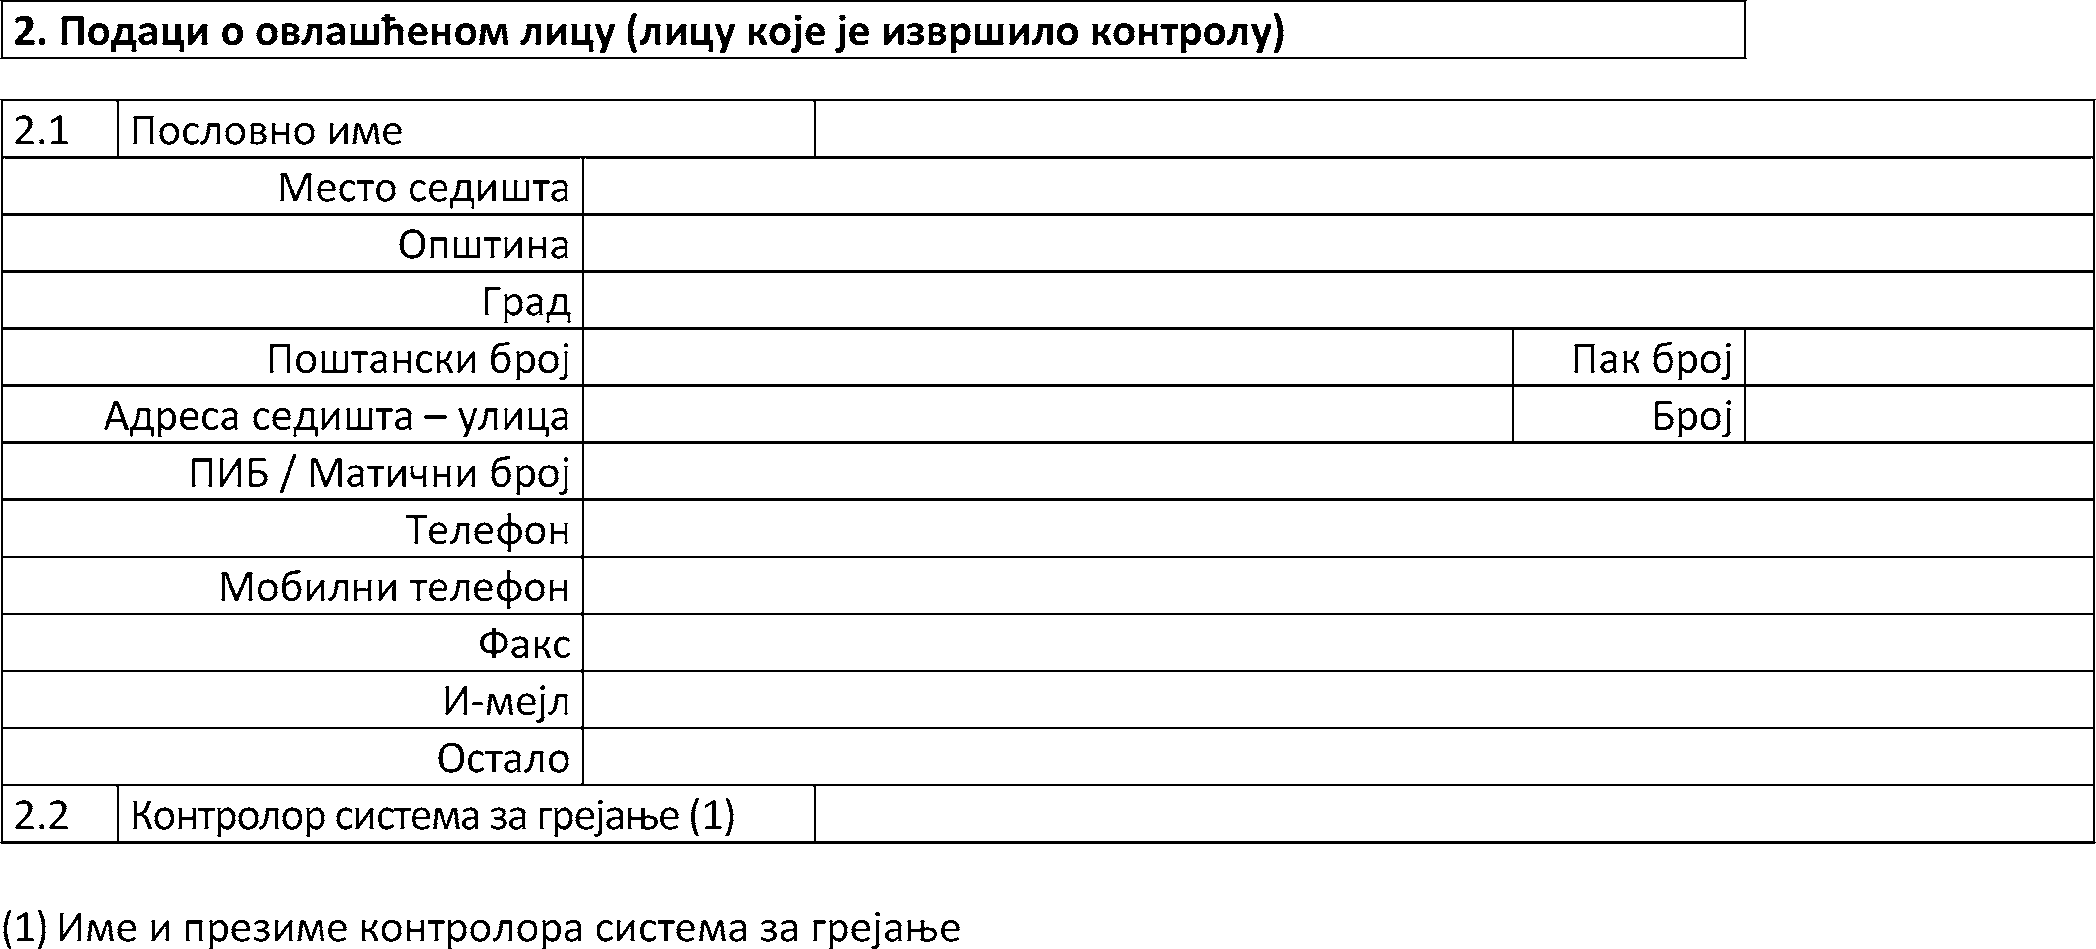 2. Подаци о овлашћеном лицу (лицу које је извршило контролу)
2.1 Пословно име
Место седишта
Општина
Град
Поштански број Пак број
Адреса седишта – улица Број
ПИБ / Матични број
Телефон
Мобилни телефон
Факс
И-мејл
Остало
2.2 Контролор система за грејање (1)
(1) Име и презиме контролора система за грејање